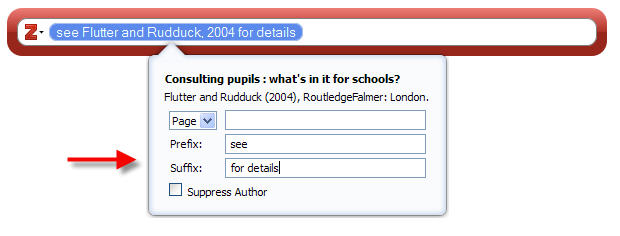 Z see Flutter and Rudduck, 2004 for details
Consulting pupils : what's in it for schools?
Flutter and Rudduck (2004), RoutledgeFalmer: London.
Page
Prefix: see
Suffix: for details
Suppress Author